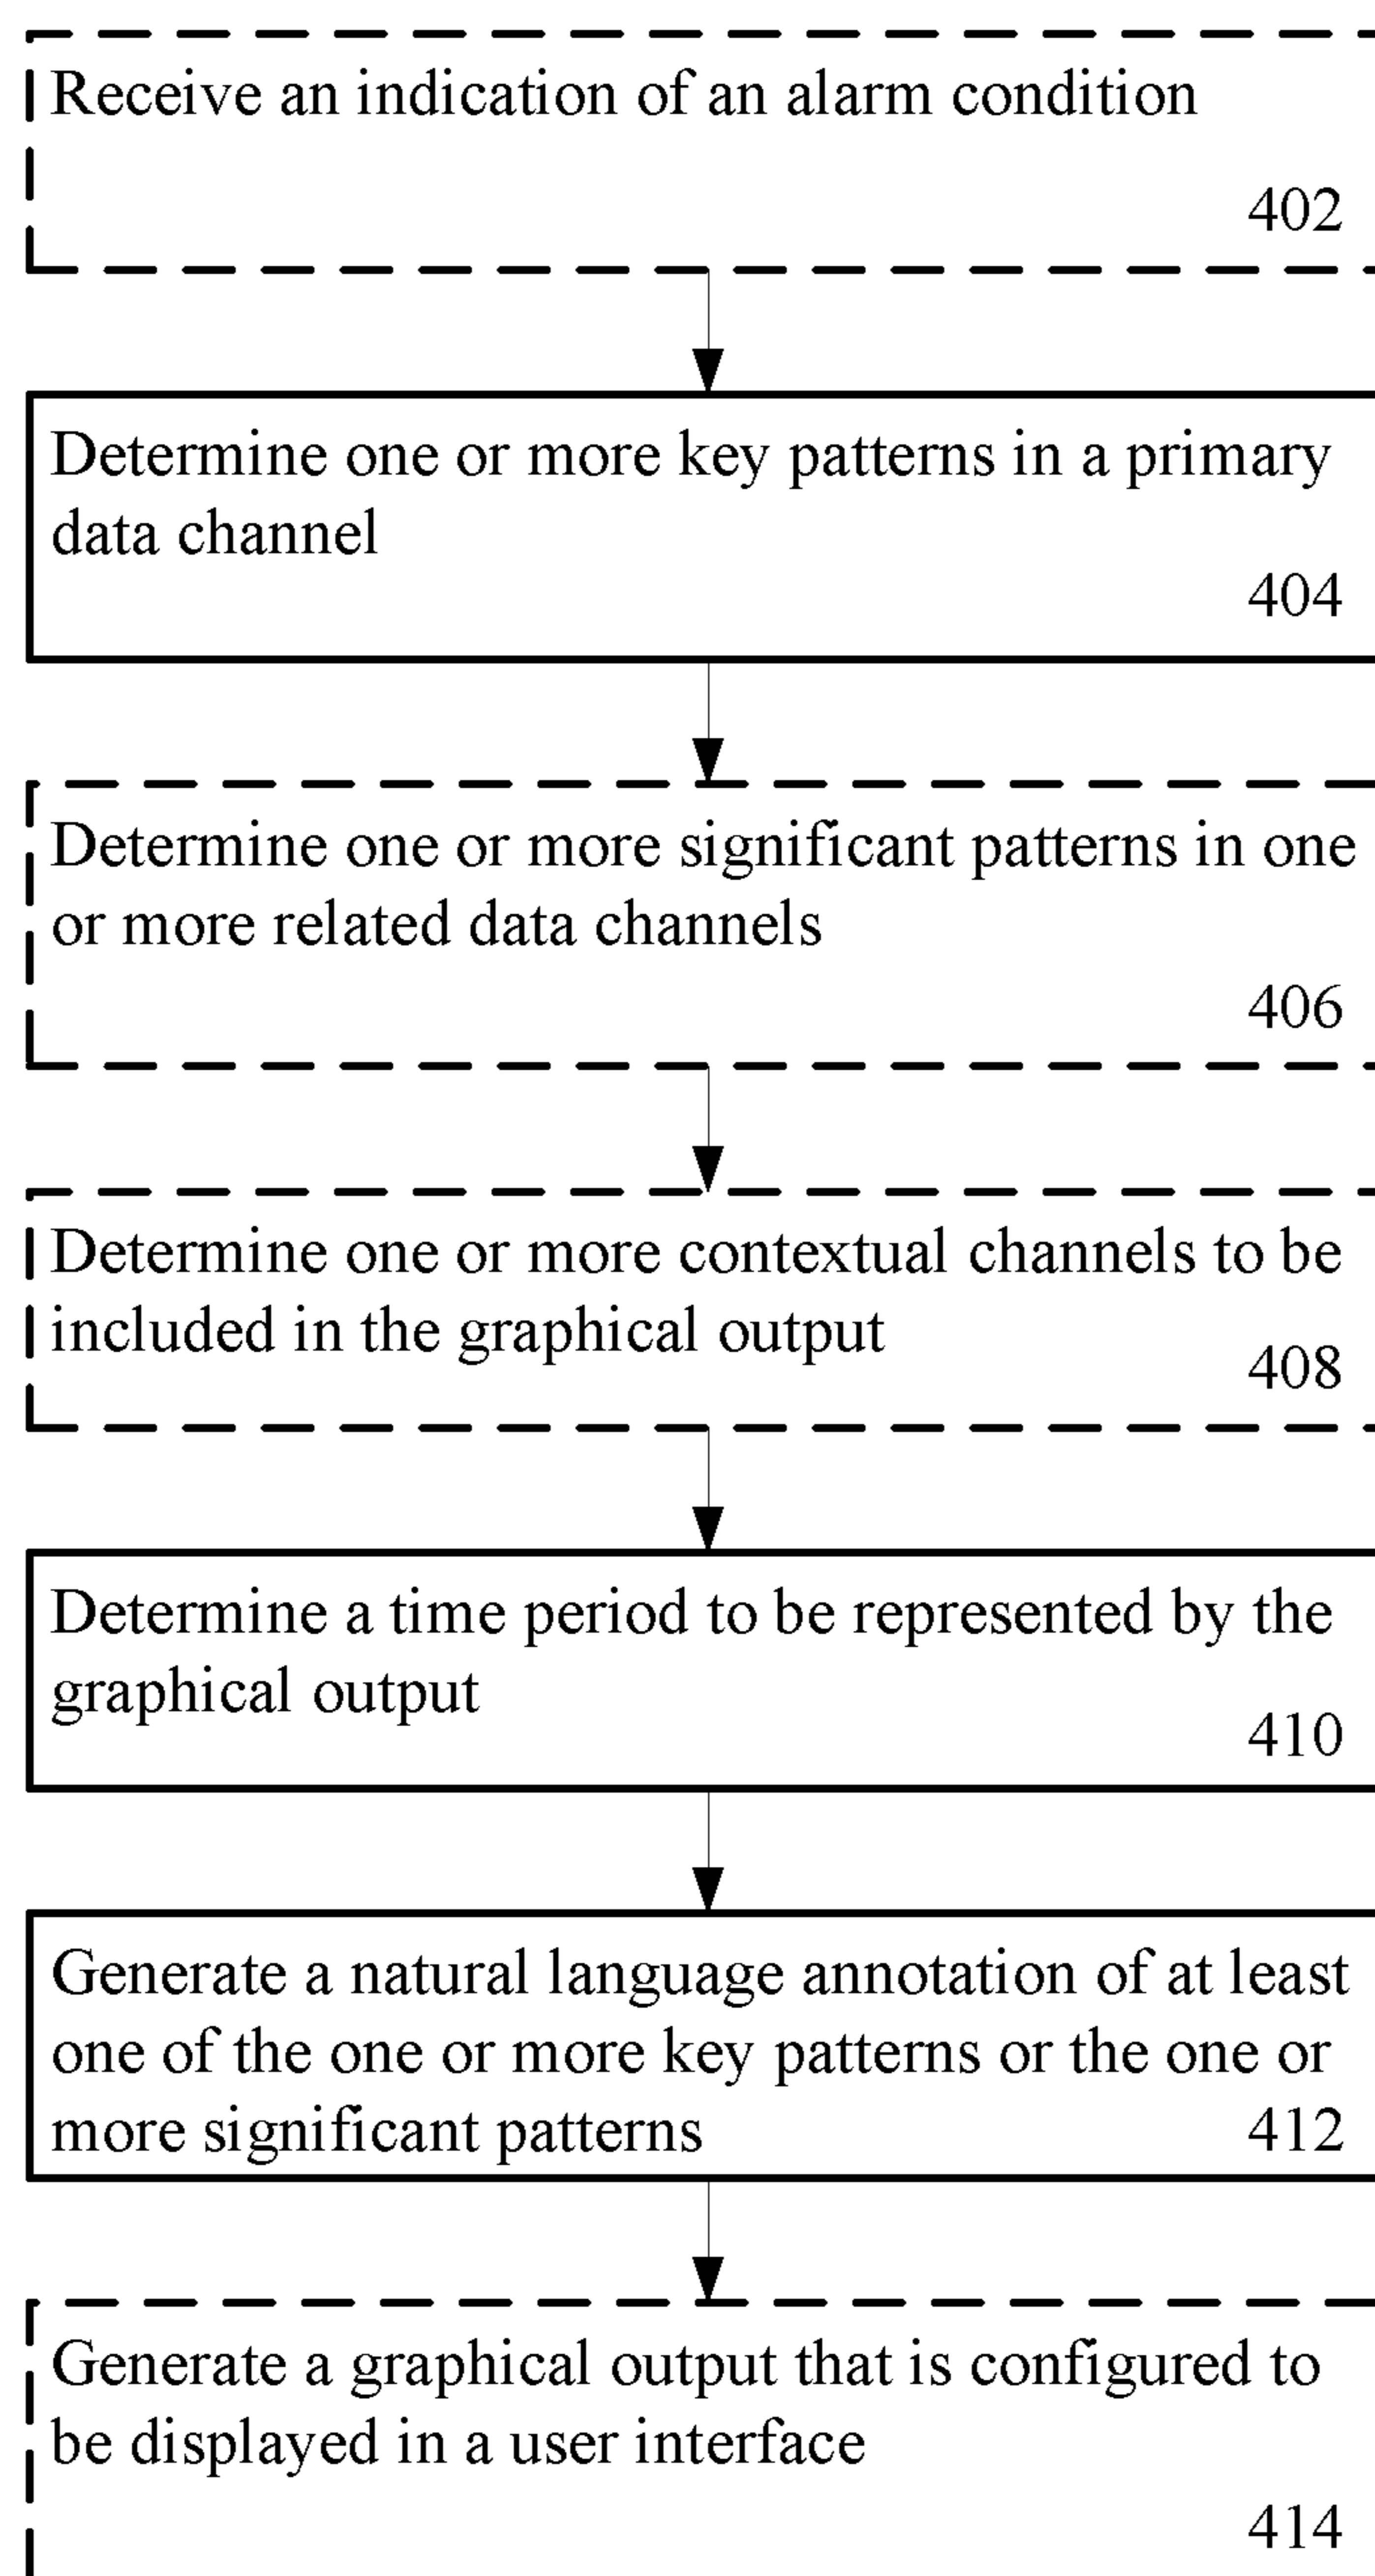 Receive an indication of an alarm condition
402
Determine one or more key patterns in a primary
data channel
404
Determine one or more significant patterns in one
or more related data channels
406
Determine one or more contextual channels to be
included in the graphical output
408
Determine a time period to be represented by the
graphical output
410
Generate a natural language annotation of at least
one of the one or more key patterns or the one or
more significant patterns
412
Generate a graphical output that is configured to
be displayed in a user interface
414